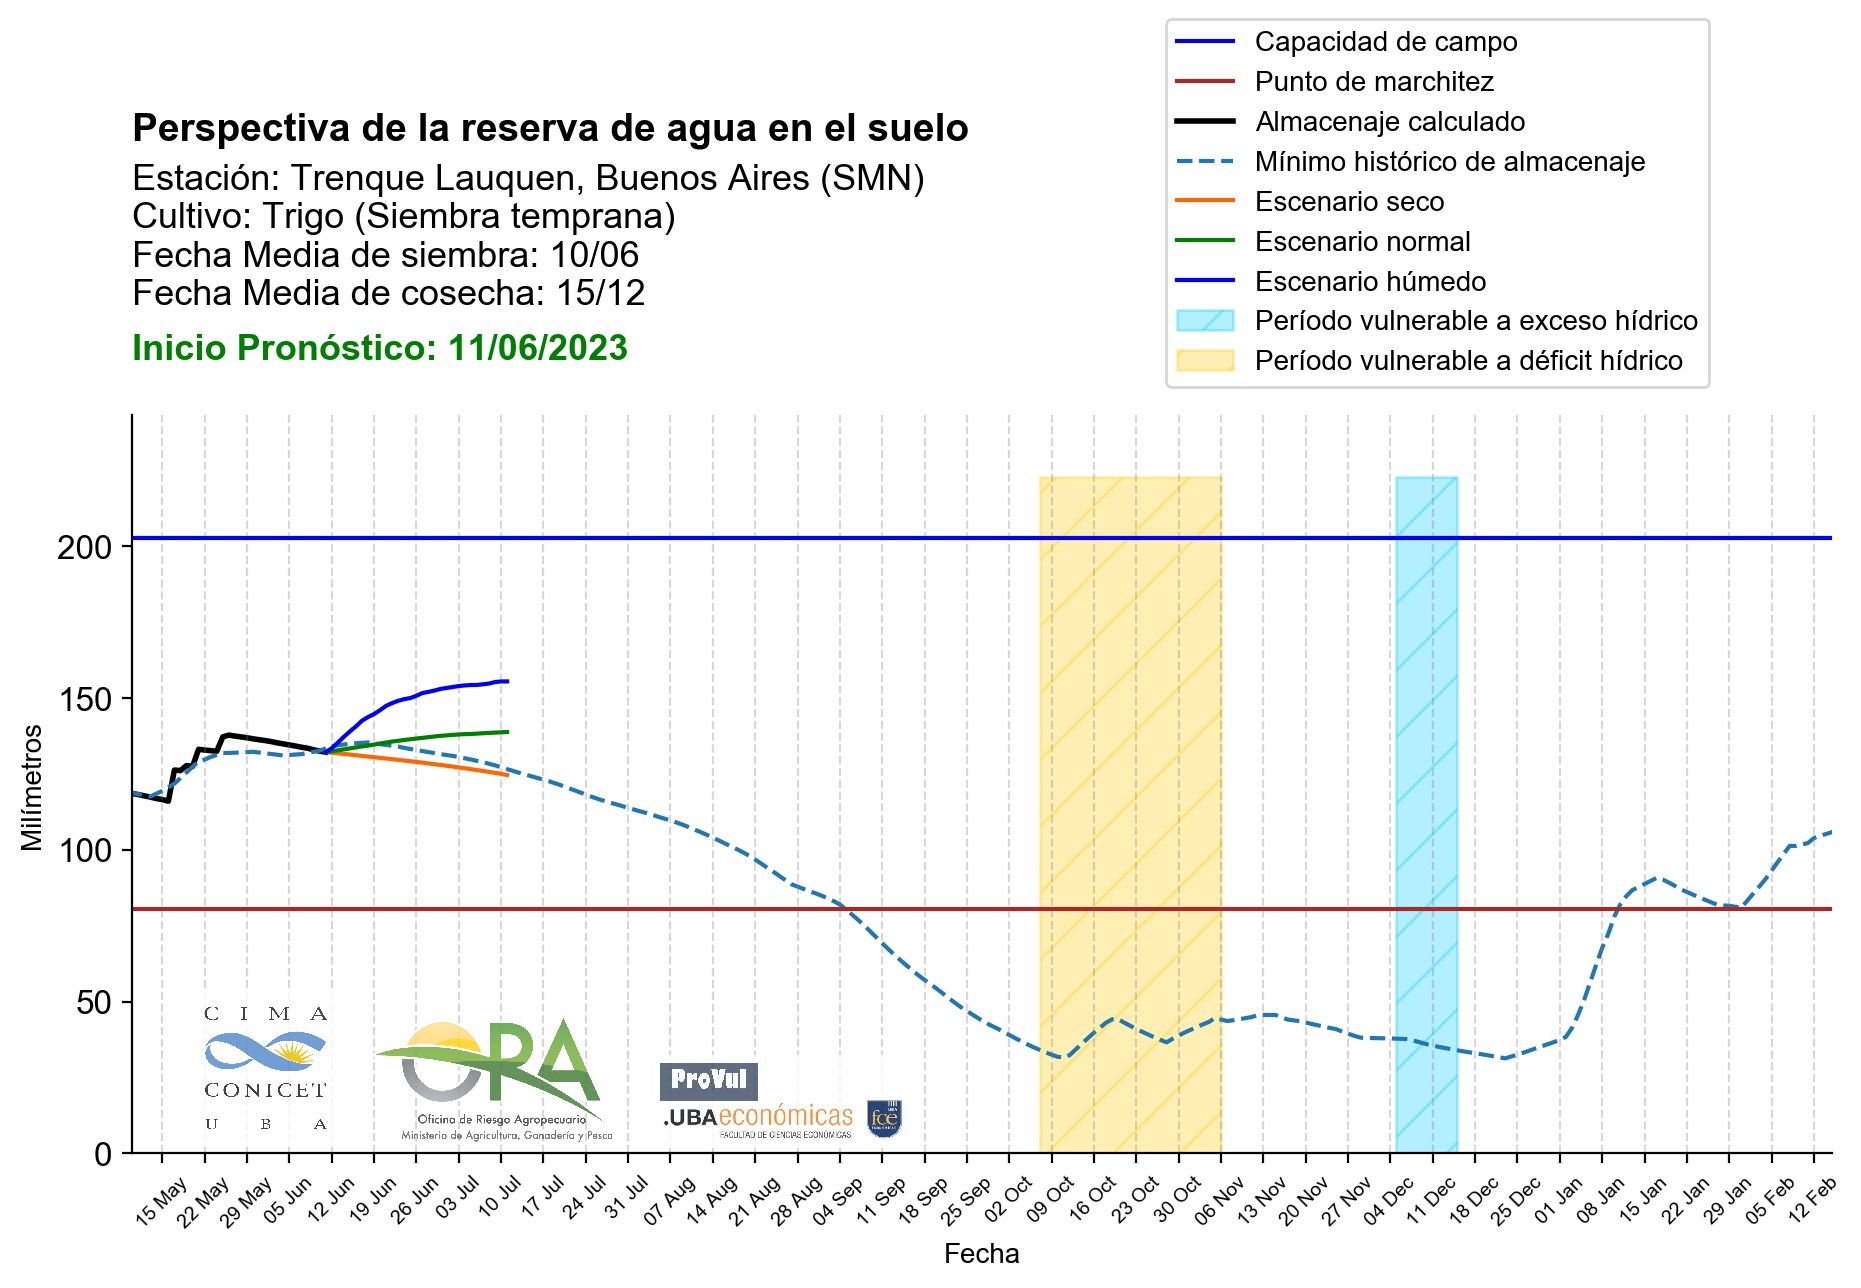 Capacidad de campo
Punto de marchitez
Almacenaje calculado
Mínimo histórico de almacenaje
Escenario seco
Escenario normal
Escenario húmedo
Período vulnerable a exceso hídrico
Período vulnerable a déficit hídrico
Perspectiva de la reserva de agua en el suelo
Estación: Trenque Lauquen, Buenos Aires (SMN)
Cultivo: Trigo (Siembra temprana)
Fecha Media de siembra: 10/06
Fecha Media de cosecha: 15/12
Inicio Pronóstico: 11/06/2023
Milímetros
200
150
100
50
0
C I M A
CONICET
U B A
ORA
Oficina de Riesgo Agropecuario
Ministerio de Agricultura, Ganadería y Pesca
ProVul
.UBAeconómicas
FACULTAD DE CIENCIAS ECONÓMICAS
UBA
fce
15 May
22 May
29 May
05 Jun
12 Jun
19 Jun
26 Jun
03 Jul
10 Jul
17 Jul
24 Jul
31 Jul
07 Aug
14 Aug
21 Aug
28 Aug
04 Sep
11 Sep
18 Sep
25 Sep
02 Oct
09 Oct
16 Oct
23 Oct
30 Oct
06 Nov
13 Nov
20 Nov
27 Nov
04 Dec
11 Dec
18 Dec
25 Dec
01 Jan
08 Jan
15 Jan
22 Jan
29 Jan
05 Feb
12 Feb
Fecha